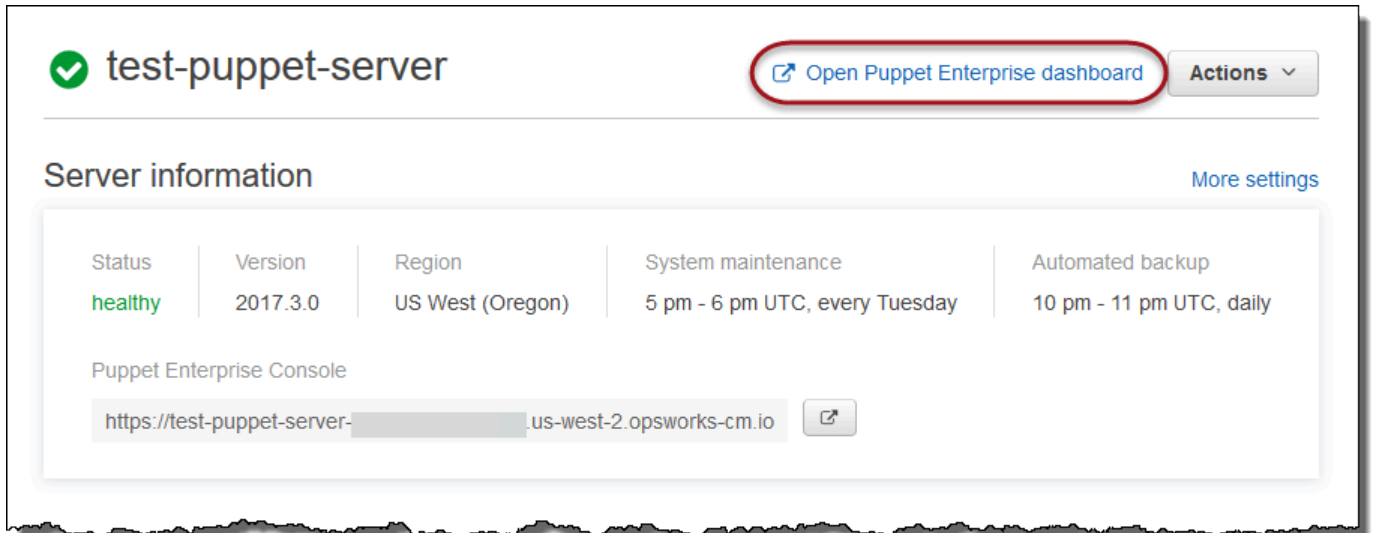 test-puppet-server
Open Puppet Enterprise dashboard
Actions
Server information
More settings
Status
Version
Region
System maintenance
Automated backup
healthy
2017.3.0
US West (Oregon)
5 pm - 6 pm UTC, every Tuesday
10 pm - 11 pm UTC, daily
Puppet Enterprise Console
https://test-puppet-server- .us-west-2.opsworks-cm.io